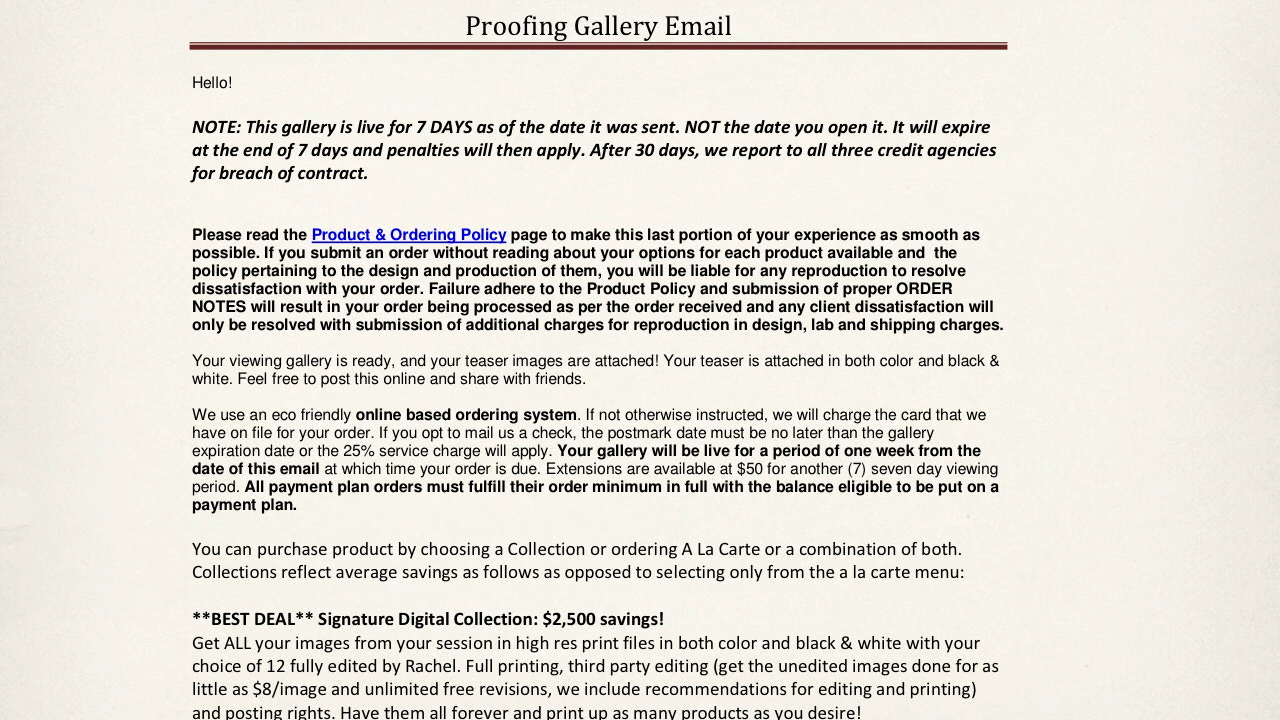 Proofing Gallery Email
Hello!
NOTE: This gallery is live for 7 DAYS as of the date it was sent. NOT the date you open it. It will expire
at the end of 7 days and penalties will then apply. After 30 days, we report to all three credit agencies
for breach of contract.
Please read the Product & Ordering Policy page to make this last portion of your experience as smooth as
possible. If you submit an order without reading about your options for each product available and  the
policy pertaining to the design and production of them, you will be liable for any reproduction to resolve
dissatisfaction with your order. Failure adhere to the Product Policy and submission of proper ORDER
NOTES will result in your order being processed as per the order received and any client dissatisfaction will
only be resolved with submission of additional charges for reproduction in design, lab and shipping charges.
Your viewing gallery is ready, and your teaser images are attached! Your teaser is attached in both color and black &
white. Feel free to post this online and share with friends.
We use an eco friendly online based ordering system. If not otherwise instructed, we will charge the card that we
have on file for your order. If you opt to mail us a check, the postmark date must be no later than the gallery
expiration date or the 25% service charge will apply. Your gallery will be live for a period of one week from the
date of this email at which time your order is due. Extensions are available at $50 for another (7) seven day viewing
period. All payment plan orders must fulfill their order minimum in full with the balance eligible to be put on a
payment plan.
You can purchase product by choosing a Collection or ordering A La Carte or a combination of both.
Collections reflect average savings as follows as opposed to selecting only from the a la carte menu:
**BEST DEAL** Signature Digital Collection: $2,500 savings!
Get ALL your images from your session in high res print files in both color and black & white with your
choice of 12 fully edited by Rachel. Full printing, third party editing (get the unedited images done for as
little as $8/image and unlimited free revisions, we include recommendations for editing and printing)
and posting rights. Have them all forever and print up as many products as you desire!